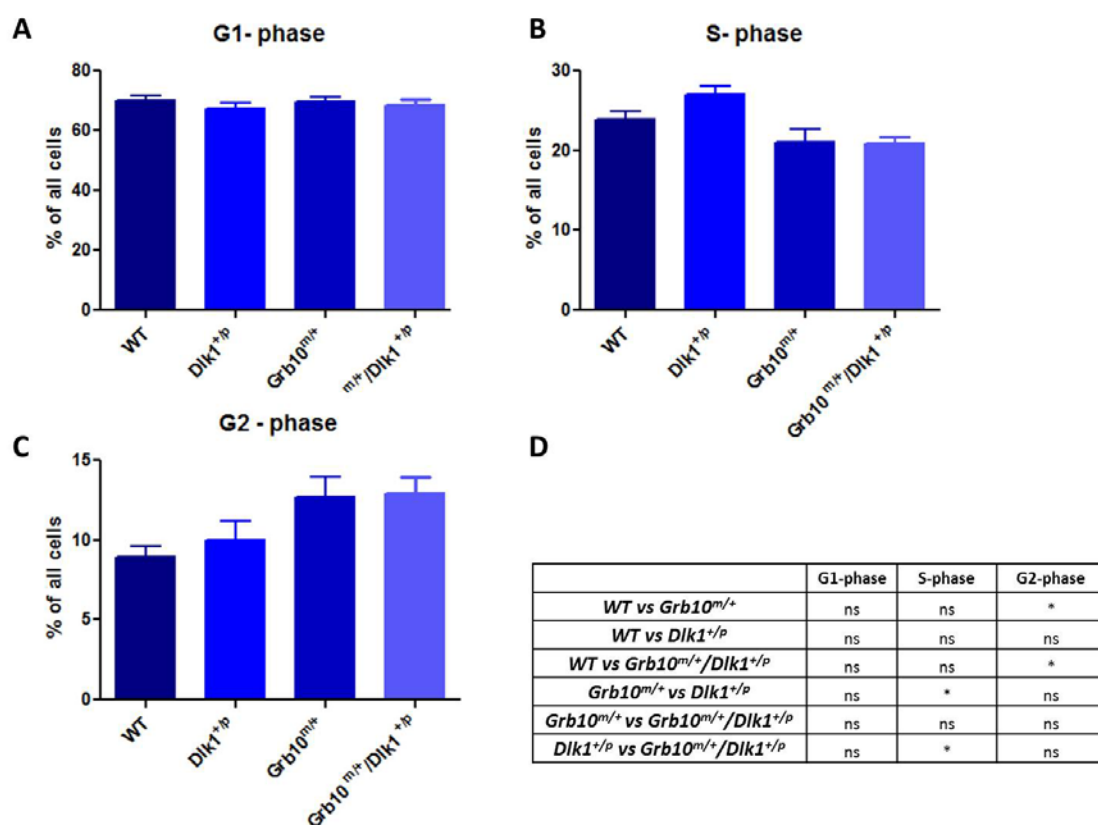 A
G1- phase
% of all cells
80
60
40
20
0
WT
Dlk1+/p
Grb10m/+
m/+/Dlk1+/p
B
S- phase
% of all cells
30
20
10
0
WT
Dlk1+/p
Grb10m/+
Grb10 m/+/Dlk1+/p
C
G2 - phase
% of all cells
15
10
5
0
WT
Dlk1+/p
Grb10m/+
Grb10 m/+/Dlk1+/p
D
G1-phase S-phase G2-phase
WT vs Grb10m/+ ns ns *
WT vs Dlk1+/p ns ns ns
WT vs Grb10m/+/Dlk1+/p ns ns *
Grb10m/+ vs Dlk1+/p ns * ns
Grb10m/+ vs Grb10m/+/Dlk1+/p ns ns ns
Dlk1+/p vs Grb10m/+/Dlk1+/p ns * ns